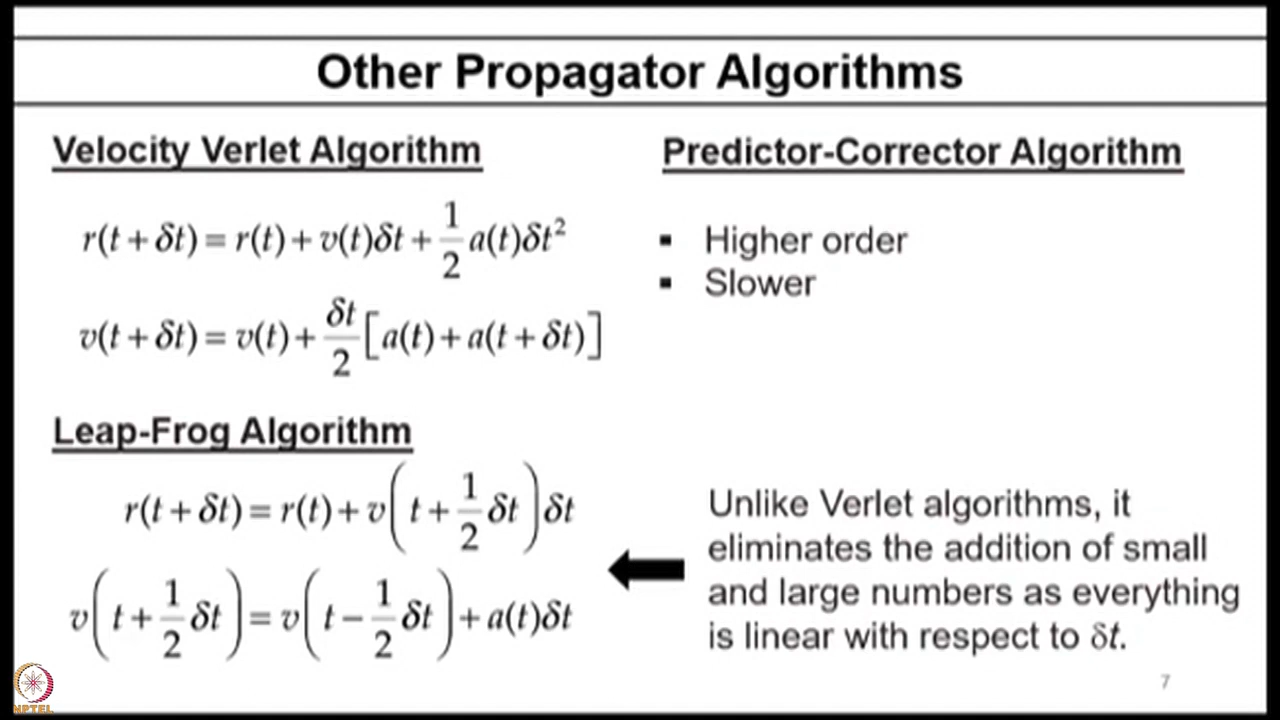 Other Propagator Algorithms
Velocity Verlet Algorithm
r(t + δt) = r(t) + v(t)δt + 1/2 a(t)δt²
v(t + δt) = v(t) + δt/2 [a(t) + a(t + δt)]
Leap-Frog Algorithm
r(t + δt) = r(t) + v(t + 1/2 δt)δt
v(t + 1/2 δt) = v(t − 1/2 δt) + a(t)δt
Predictor-Corrector Algorithm
▪ Higher order
▪ Slower
Unlike Verlet algorithms, it
eliminates the addition of small
and large numbers as everything
is linear with respect to δt.
7
NPTEL